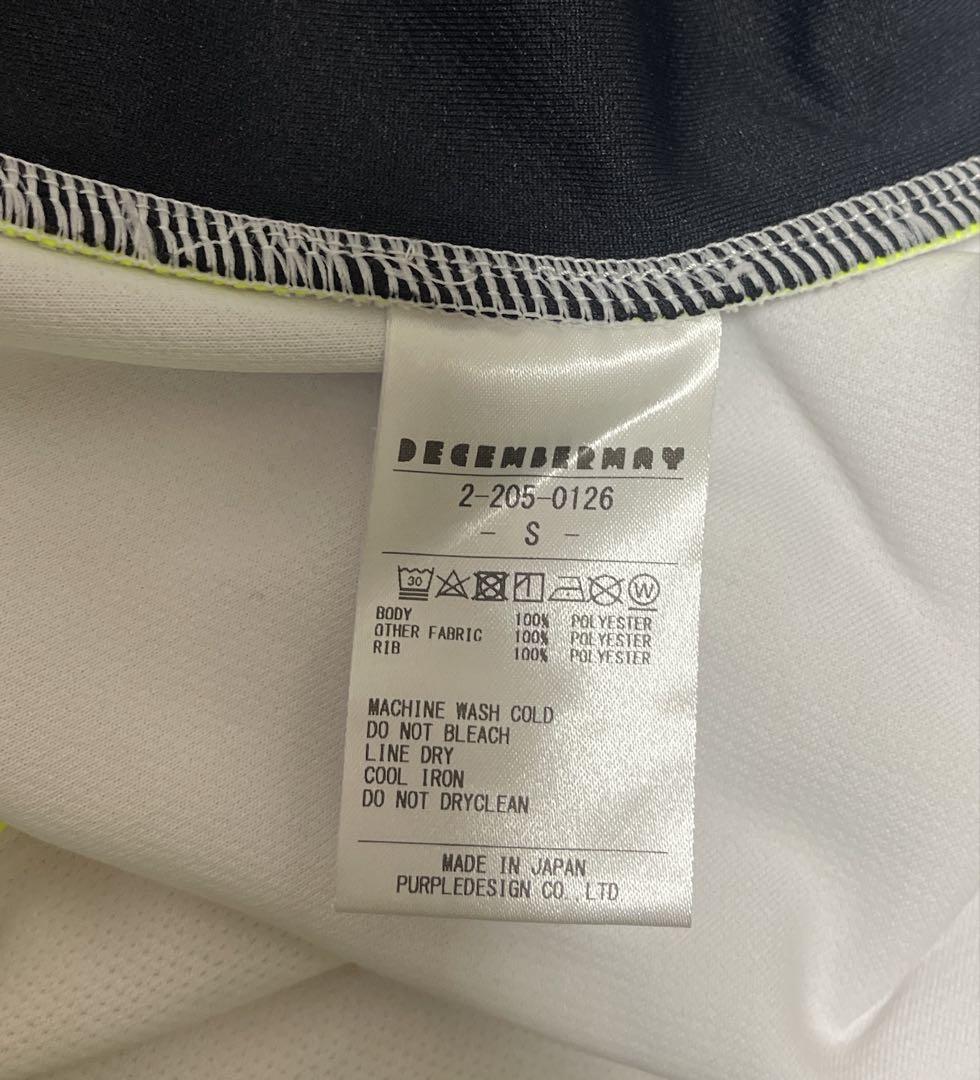 DECEMBERMAY
2-205-0126
- S -
30 W
BODY 100% POLYESTER
OTHER FABRIC 100% POLYESTER
RIB 100% POLYESTER
MACHINE WASH COLD
DO NOT BLEACH
LINE DRY
COOL IRON
DO NOT DRYCLEAN
MADE IN JAPAN
PURPLEDESIGN CO.,LTD